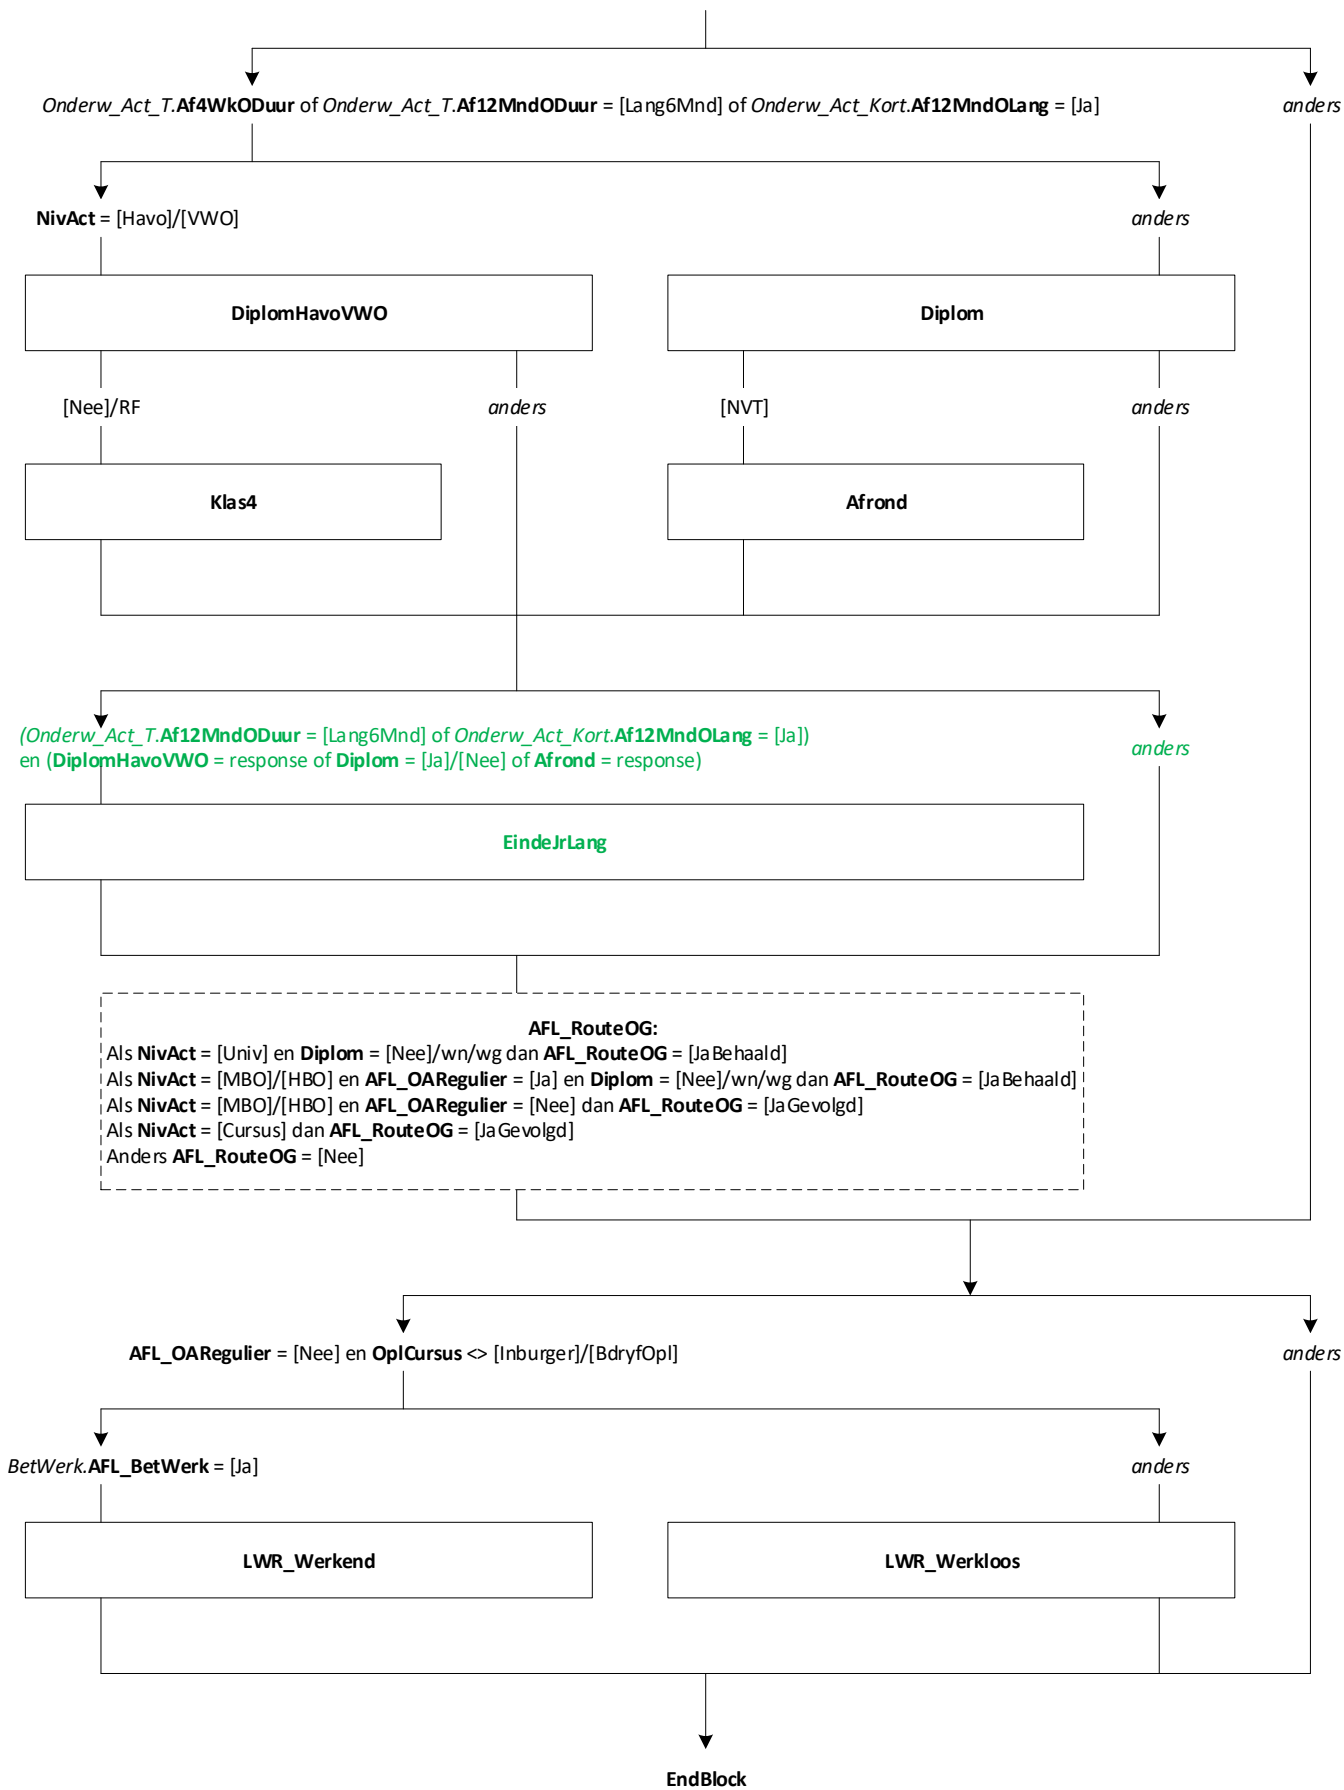 Onderw_Act_T.Af4WkODuur of Onderw_Act_T.Af12MndODuur = [Lang6Mnd] of Onderw_Act_Kort.Af12MndOLang = [Ja]
anders
NivAct = [Havo]/[VWO]
anders
DiplomHavoVWO
Diplom
[Nee]/RF
anders
[NVT]
anders
Klas4
Afrond
(Onderw_Act_T.Af12MndODuur = [Lang6Mnd] of Onderw_Act_Kort.Af12MndOLang = [Ja])
en (DiplomHavoVWO = response of Diplom = [Ja]/[Nee] of Afrond = response)
anders
EindeJrLang
AFL_RouteOG:
Als NivAct = [Univ] en Diplom = [Nee]/wn/wg dan AFL_RouteOG = [JaBehaald]
Als NivAct = [MBO]/[HBO] en AFL_OARegulier = [Ja] en Diplom = [Nee]/wn/wg dan AFL_RouteOG = [JaBehaald]
Als NivAct = [MBO]/[HBO] en AFL_OARegulier = [Nee] dan AFL_RouteOG = [JaGevolgd]
Als NivAct = [Cursus] dan AFL_RouteOG = [JaGevolgd]
Anders AFL_RouteOG = [Nee]
AFL_OARegulier = [Nee] en OplCursus <> [Inburger]/[BdryfOpl]
anders
BetWerk.AFL_BetWerk = [Ja]
anders
LWR_Werkend
LWR_Werkloos
EndBlock